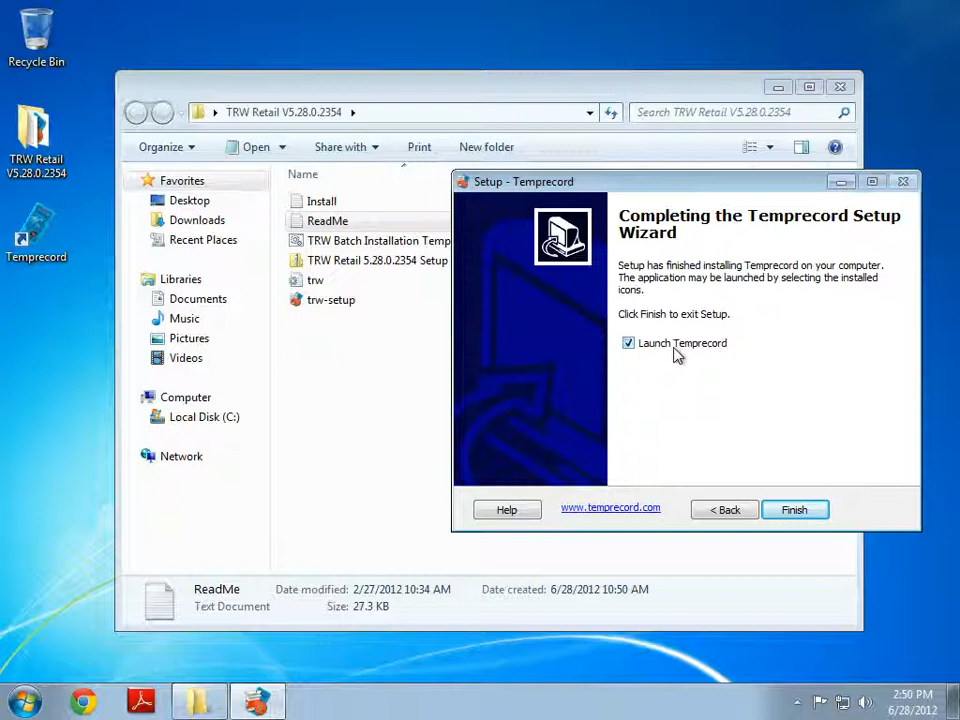 Recycle Bin
TRW Retail
V5.28.0.2354
Temprecord
TRW Retail V5.28.0.2354
Search TRW Retail V5.28.0.2354
Organize
Open
Share with
Print
New folder
Favorites
Desktop
Downloads
Recent Places
Libraries
Documents
Music
Pictures
Videos
Computer
Local Disk (C:)
Network
Name
Install
ReadMe
TRW Batch Installation Temp
TRW Retail 5.28.0.2354 Setup
trw
trw-setup
Setup - Temprecord
Completing the Temprecord Setup
Wizard
Setup has finished installing Temprecord on your computer.
The application may be launched by selecting the installed
icons.
Click Finish to exit Setup.
Launch Temprecord
Help
www.temprecord.com
< Back
Finish
ReadMe
Date modified: 2/27/2012 10:34 AM
Date created: 6/28/2012 10:50 AM
Text Document
Size: 27.3 KB
2:50 PM
6/28/2012